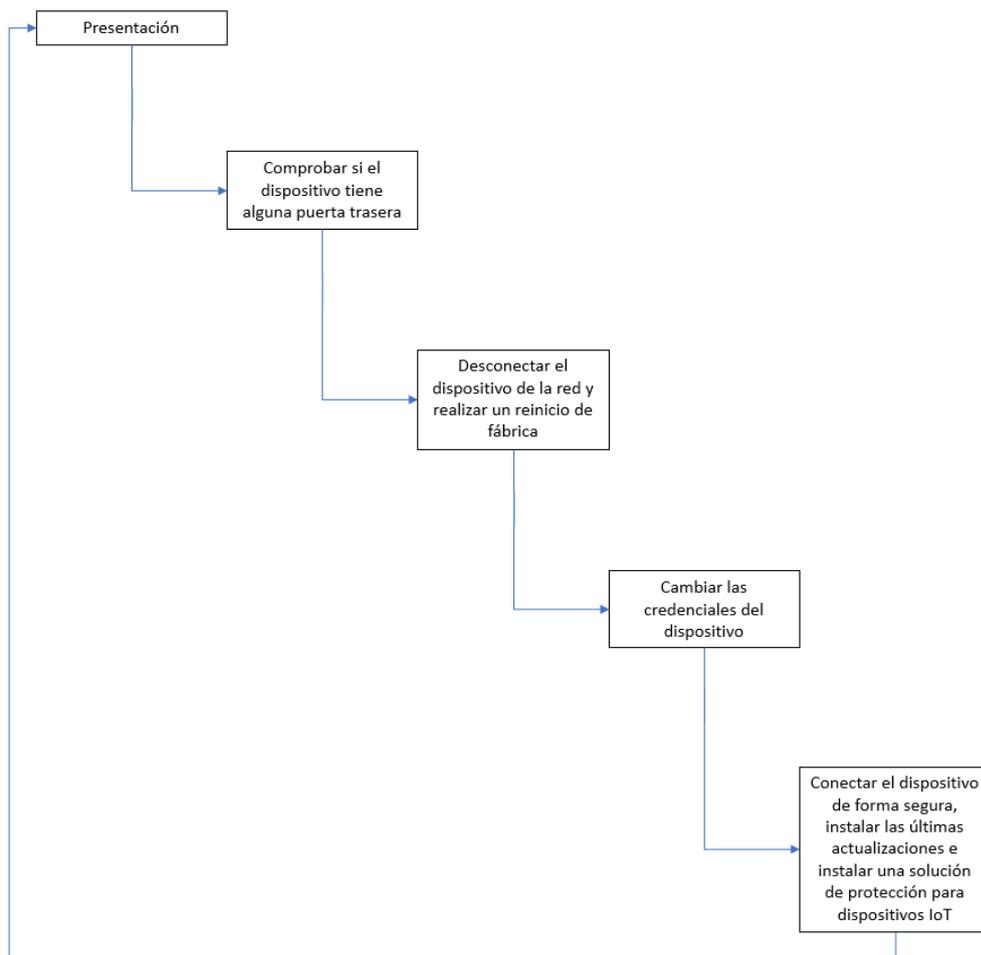 Presentación
Comprobar si el
dispositivo tiene
alguna puerta trasera
Desconectar el
dispositivo de la red y
realizar un reinicio de
fábrica
Cambiar las
credenciales del
dispositivo
Conectar el dispositivo
de forma segura,
instalar las últimas
actualizaciones e
instalar una solución
de protección para
dispositivos IoT